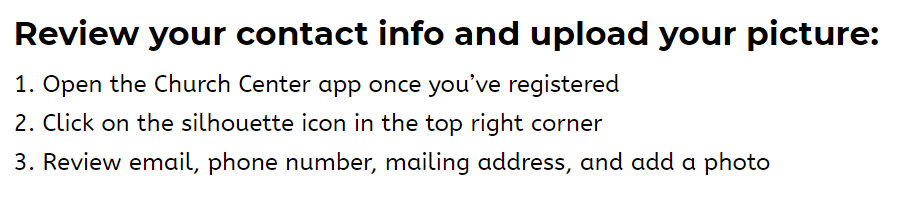 Review your contact info and upload your picture:
1. Open the Church Center app once you’ve registered
2. Click on the silhouette icon in the top right corner
3. Review email, phone number, mailing address, and add a photo